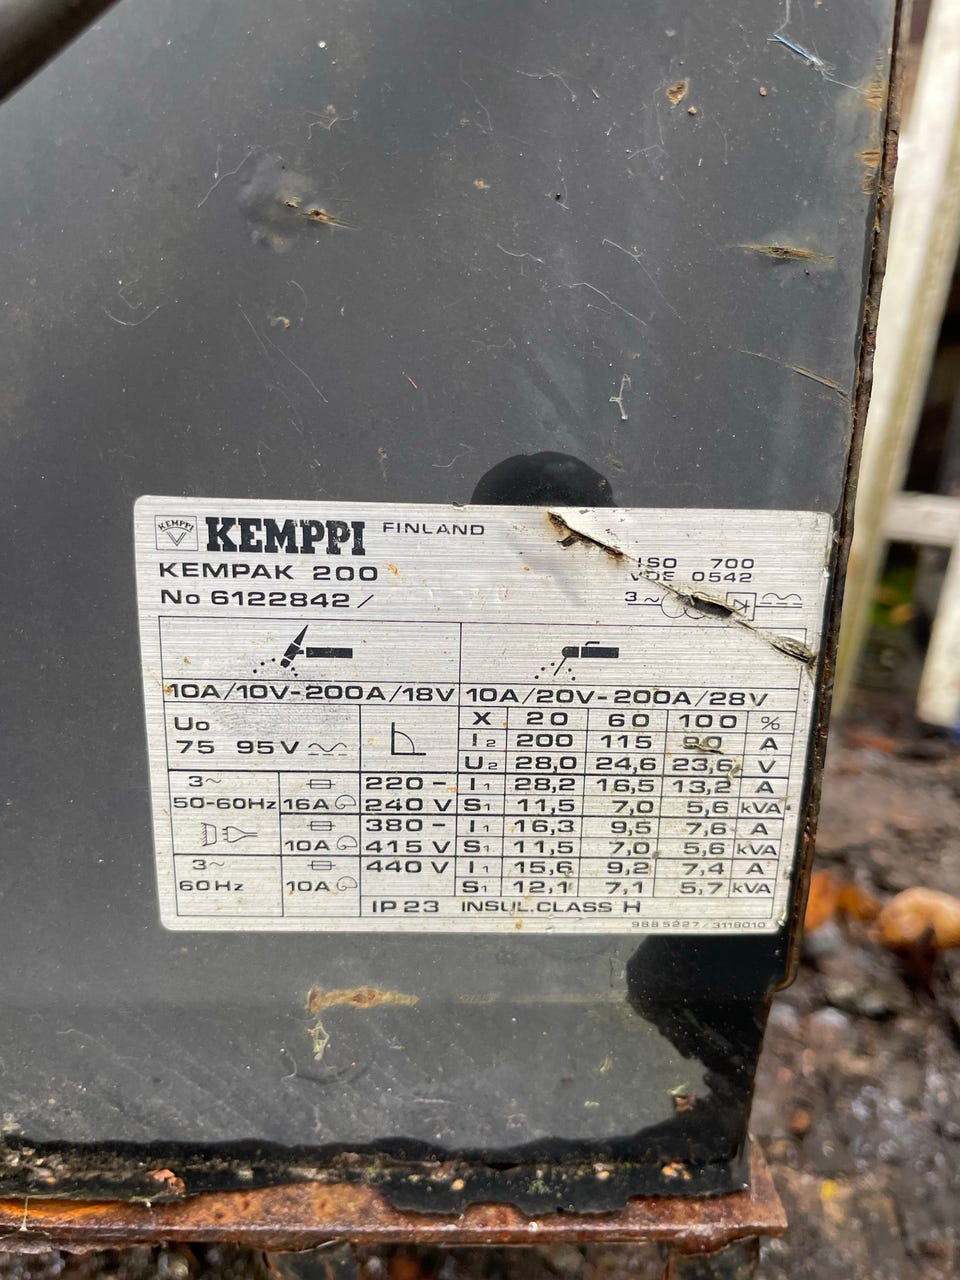 KEMPPI
KEMPPI FINLAND
KEMPAK 200
No 6122842/
ISO 700
VDE 0542
3~
10A/10V-200A/18V 10A/20V-200A/28V
Uo
75 95V
X 20 60 100 %
I2 200 115 90 A
U2 28,0 24,6 23,6 V
3~ 220- I1 28,2 16,5 13,2 A
50-60Hz 16A 240V S1 11,5 7,0 5,6 kVA
380- I1 16,3 9,5 7,6 A
10A 415V S1 11,5 7,0 5,6 kVA
3~ 440V I1 15,6 9,2 7,4 A
60Hz 10A S1 12,1 7,1 5,7 kVA
IP23 INSUL.CLASS H
9885227/3118010